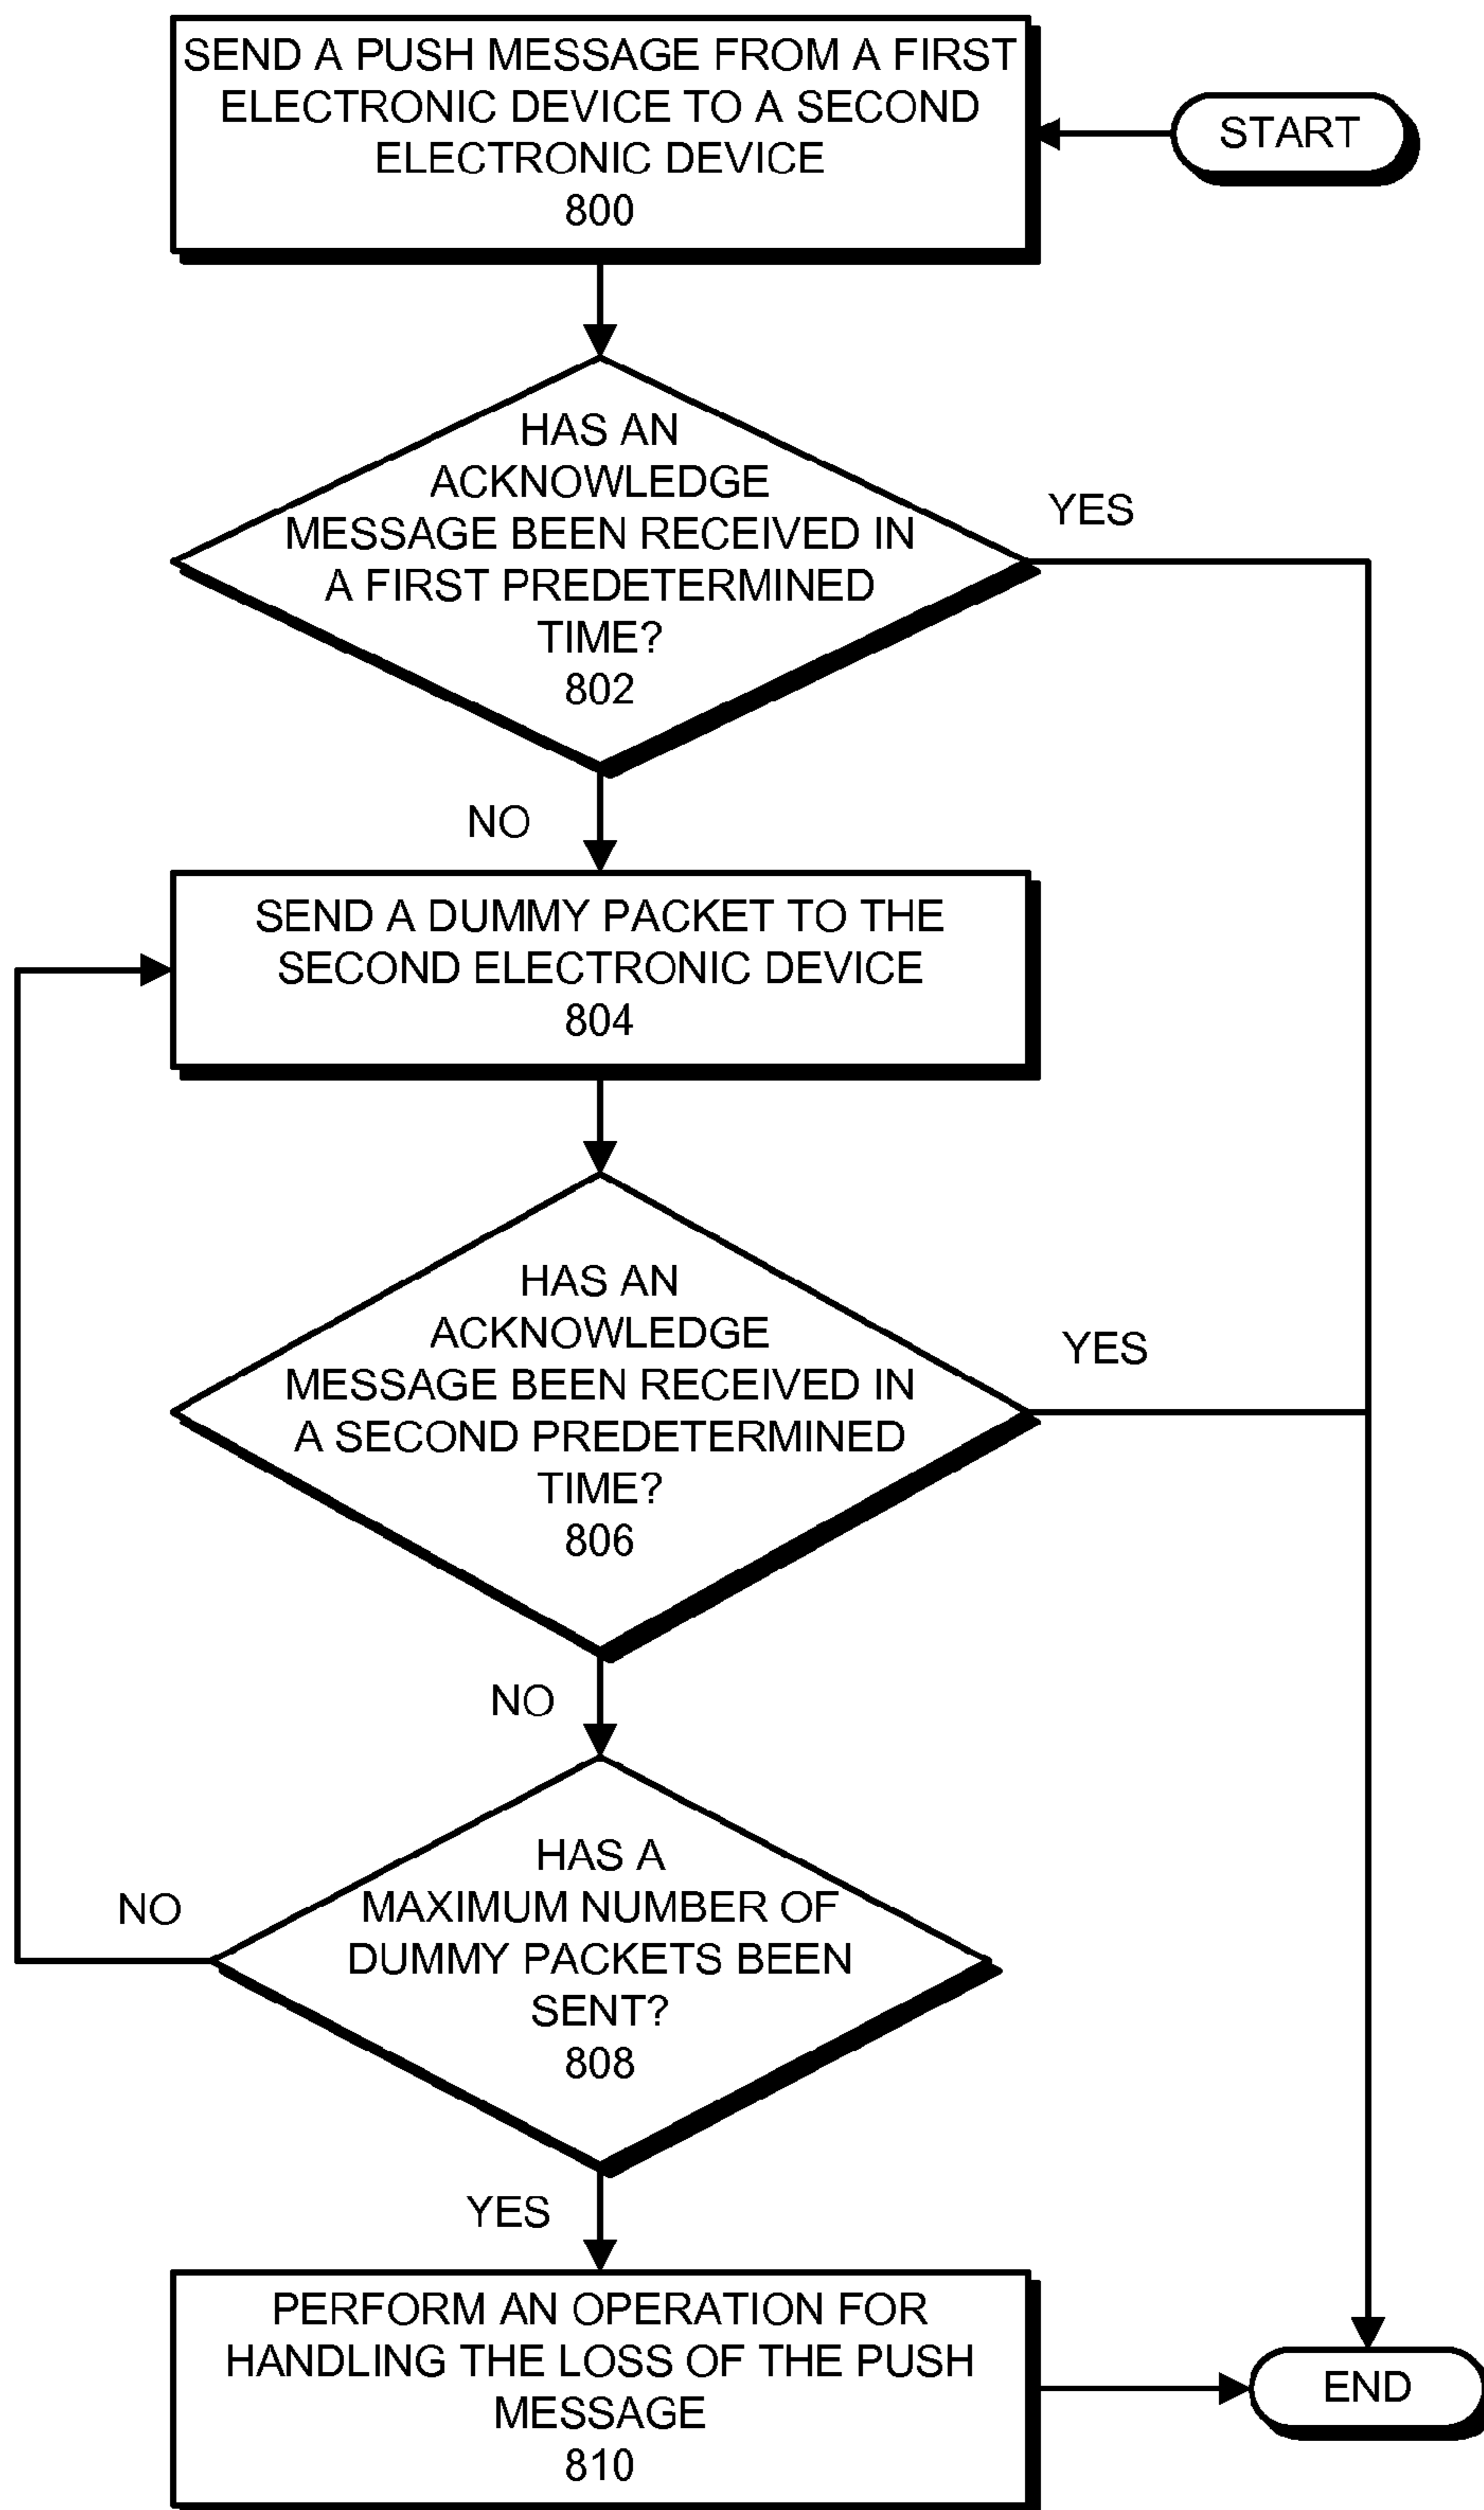 SEND A PUSH MESSAGE FROM A FIRST
ELECTRONIC DEVICE TO A SECOND
ELECTRONIC DEVICE
800
START
HAS AN
ACKNOWLEDGE
MESSAGE BEEN RECEIVED IN
A FIRST PREDETERMINED
TIME?
802
YES
NO
SEND A DUMMY PACKET TO THE
SECOND ELECTRONIC DEVICE
804
HAS AN
ACKNOWLEDGE
MESSAGE BEEN RECEIVED IN
A SECOND PREDETERMINED
TIME?
806
YES
NO
HAS A
MAXIMUM NUMBER OF
DUMMY PACKETS BEEN
SENT?
808
NO
YES
PERFORM AN OPERATION FOR
HANDLING THE LOSS OF THE PUSH
MESSAGE
810
END